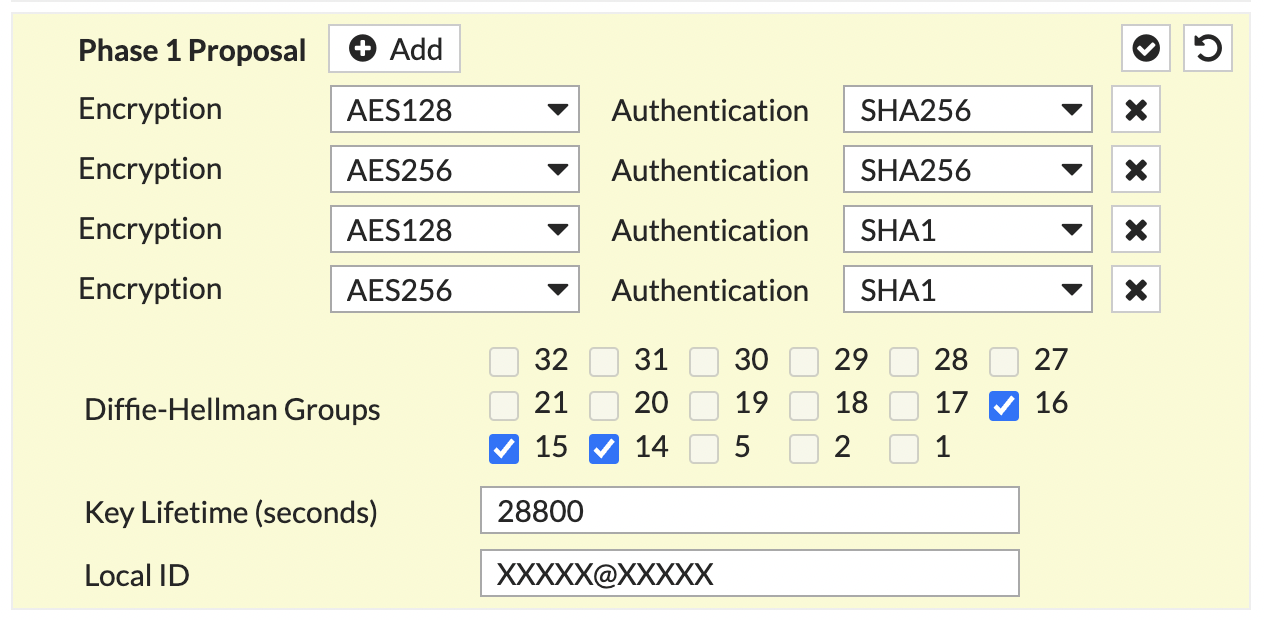 Phase 1 Proposal Add
Encryption AES128 Authentication SHA256
Encryption AES256 Authentication SHA256
Encryption AES128 Authentication SHA1
Encryption AES256 Authentication SHA1
32 31 30 29 28 27
Diffie-Hellman Groups 21 20 19 18 17 16
15 14 5 2 1
Key Lifetime (seconds) 28800
Local ID XXXXX@XXXXX